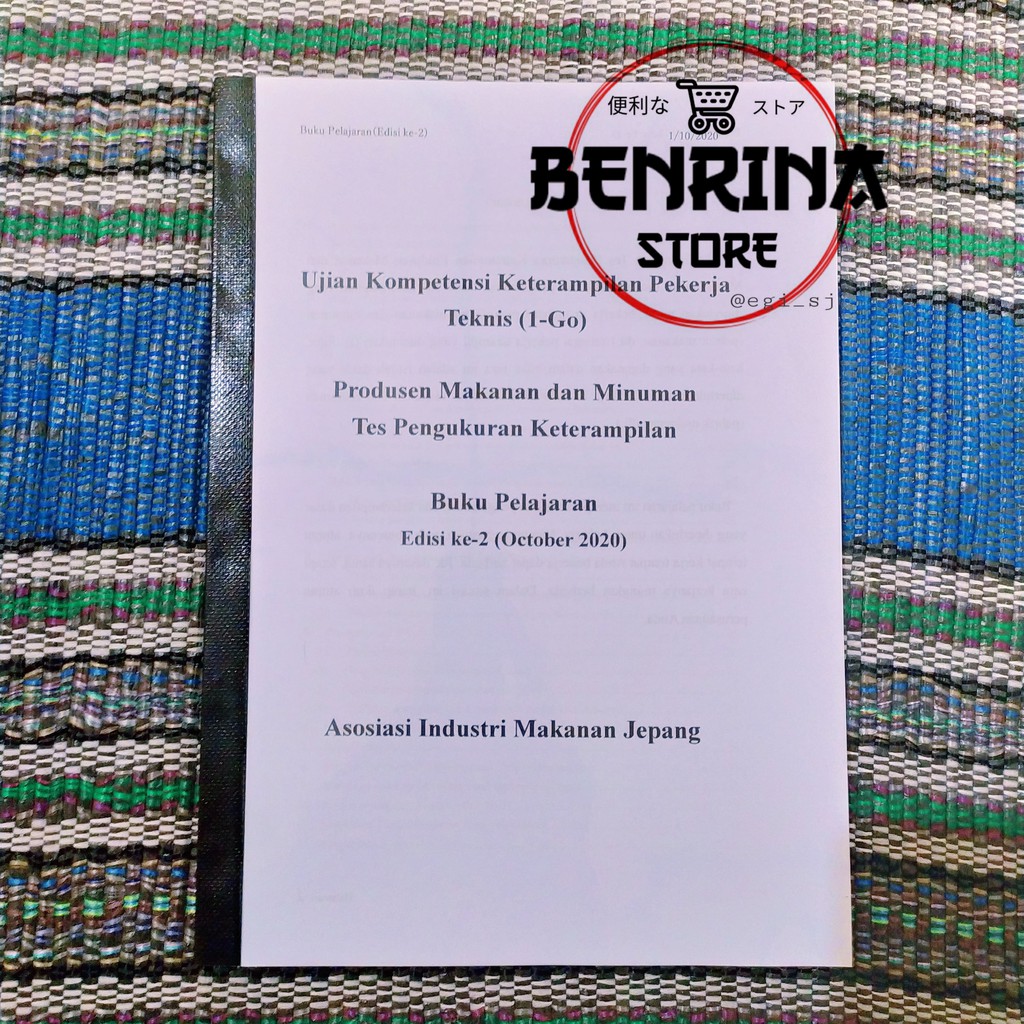 便利な ストア
BENRINA
STORE
@egi_sj
Buku Pelajaran(Edisi ke-2)
1/10/2020
Ujian Kompetensi Keterampilan Pekerja
Teknis (1-Go)
Produsen Makanan dan Minuman
Tes Pengukuran Keterampilan
Buku Pelajaran
Edisi ke-2 (October 2020)
Asosiasi Industri Makanan Jepang